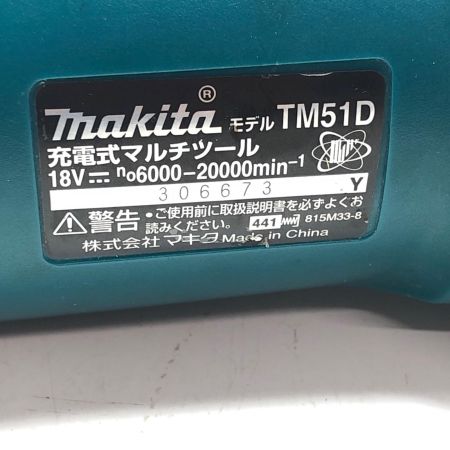 ®
makita モデル TM51D
充電式マルチツール
18V⎓ n₀6000-20000min⁻¹
306673 Y
⚠警告 ・ご使用前に取扱説明書を必ずよくお
読みください。 441 815M33-8
株式会社 マキタ Made in China